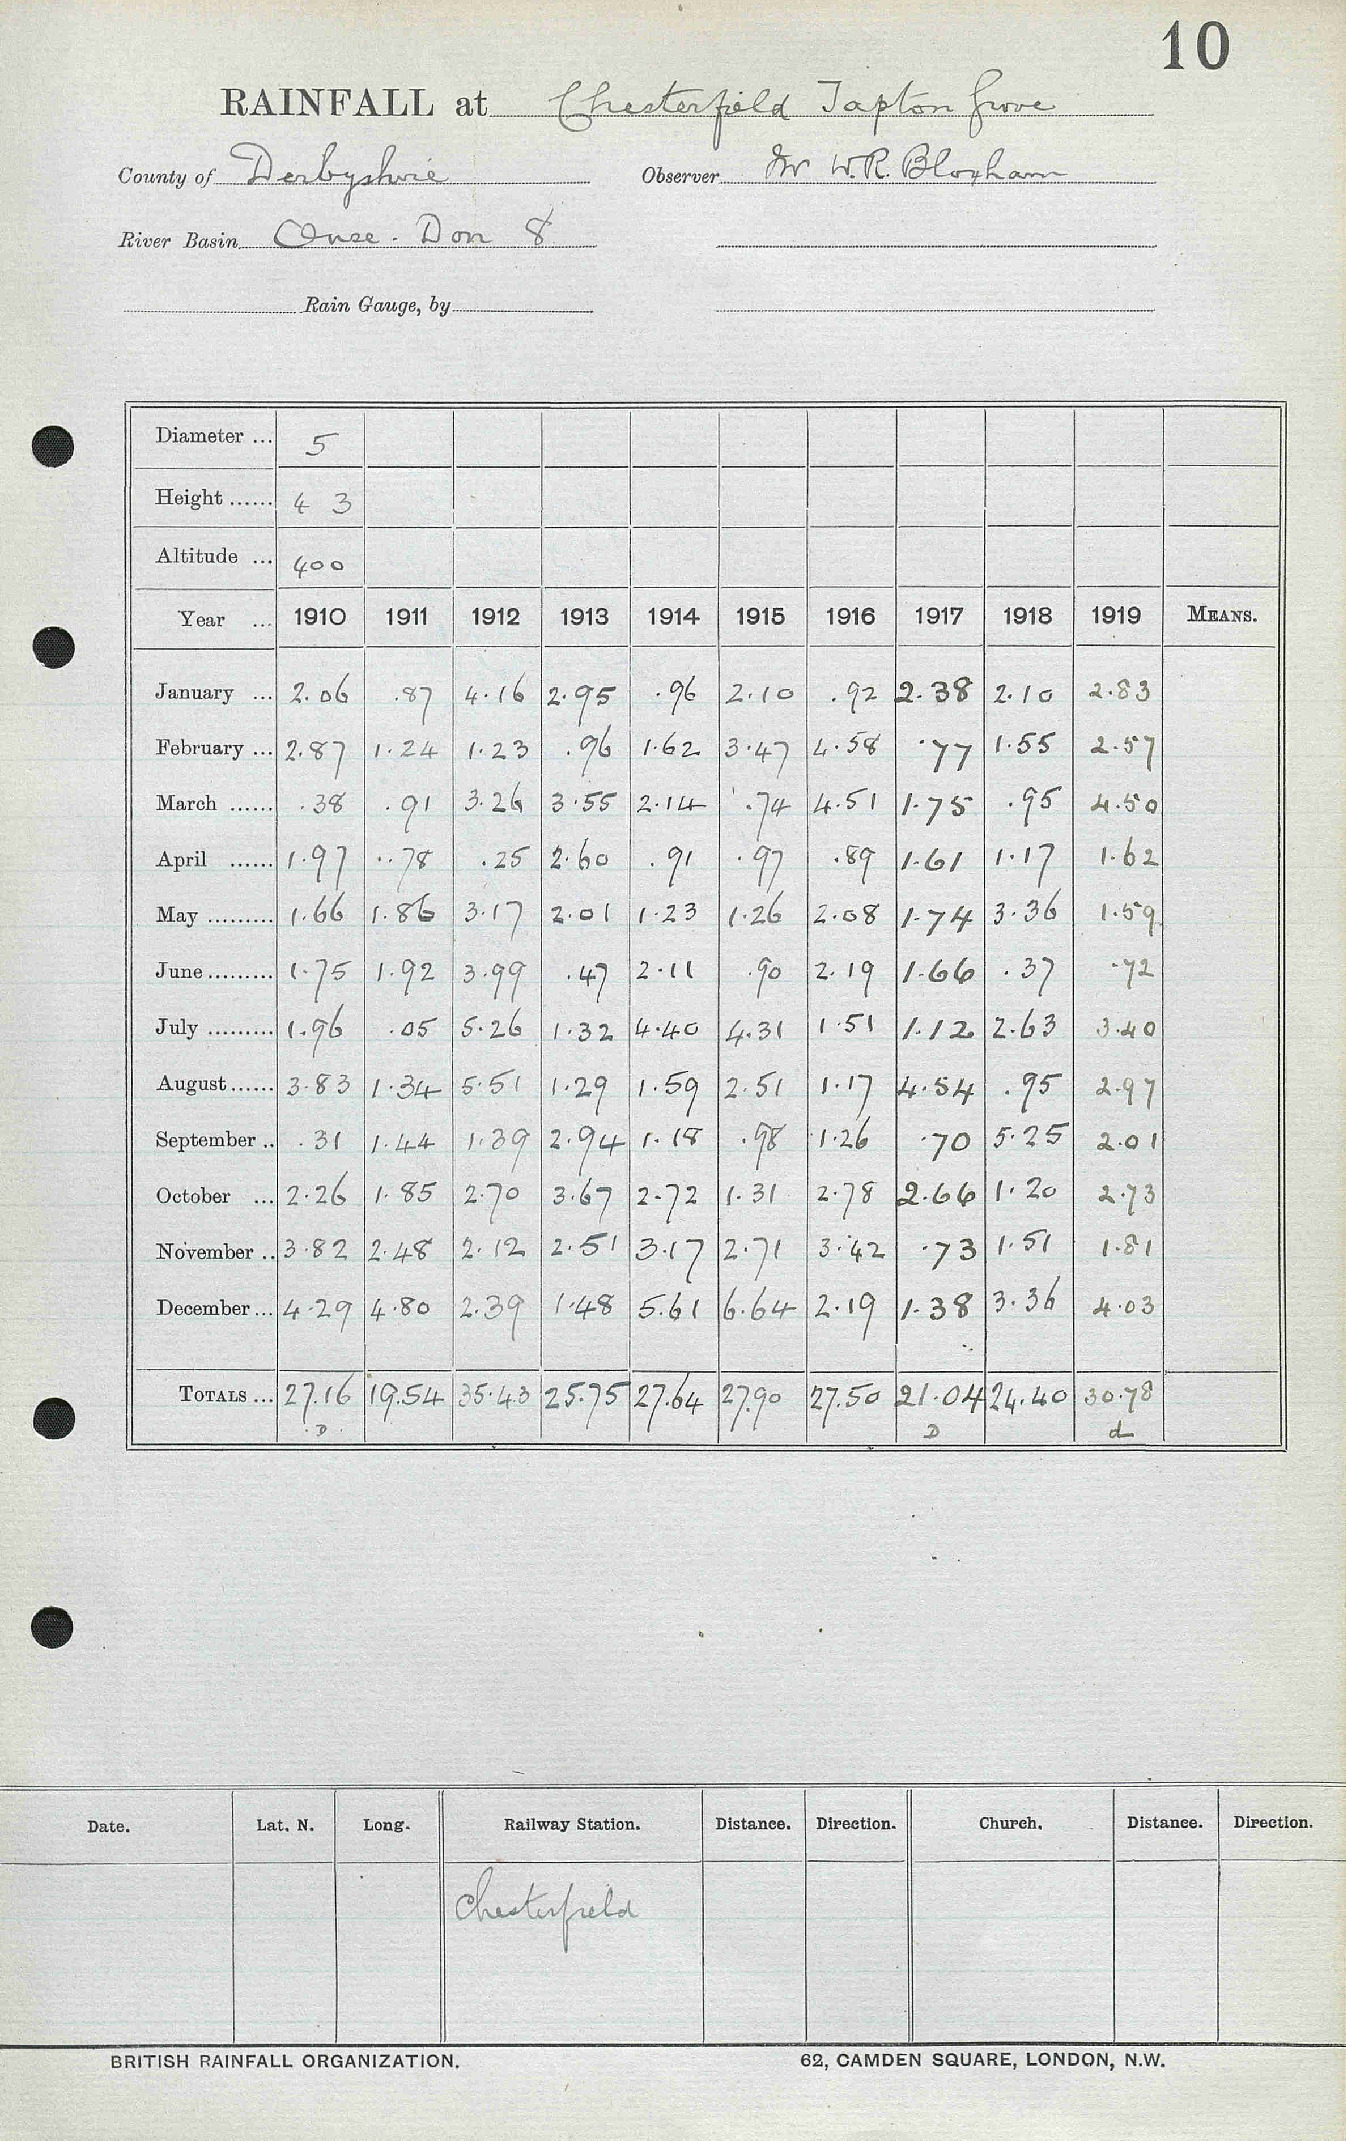 10
RAINFALL at Chesterfield Tapton Grove
County of Derbyshire Observer Mr W.R. Bloxham
River Basin Ouse - Don 8
Rain Gauge, by
Diameter ... 5
Height ...... 4 3
Altitude ... 400
Year ... 1910 1911 1912 1913 1914 1915 1916 1917 1918 1919 MEANS.
January ... 2.06 .87 4.16 2.95 .96 2.10 .92 2.38 2.10 2.83
February ... 2.87 1.24 1.23 .96 1.62 3.47 4.58 .77 1.55 2.57
March ...... .38 .91 3.26 3.55 2.14 .74 4.51 1.75 .95 4.50
April ...... 1.97 .78 .25 2.60 .91 .97 .89 1.61 1.17 1.62
May ......... 1.66 1.86 3.17 2.01 1.23 1.26 2.08 1.74 3.36 1.59
June ......... 1.75 1.92 3.99 .47 2.11 .90 2.19 1.66 .37 .72
July ......... 1.96 .05 5.26 1.32 4.40 4.31 1.51 1.12 2.63 3.40
August ...... 3.83 1.34 5.51 1.29 1.59 2.51 1.17 4.54 .95 2.97
September .. .31 1.44 1.39 2.94 1.18 .98 1.26 .70 5.25 2.01
October ... 2.26 1.85 2.70 3.67 2.72 1.31 2.78 2.66 1.20 2.73
November .. 3.82 2.48 2.12 2.51 3.17 2.71 3.42 .73 1.51 1.81
December ... 4.29 4.80 2.39 1.48 5.61 6.64 2.19 1.38 3.36 4.03
TOTALS ... 27.16 19.54 35.43 25.75 27.64 27.90 27.50 21.04 24.40 30.78
D D d
Date. Lat. N. Long. Railway Station. Distance. Direction. Church. Distance. Direction.
Chesterfield
BRITISH RAINFALL ORGANIZATION. 62, CAMDEN SQUARE, LONDON, N.W.